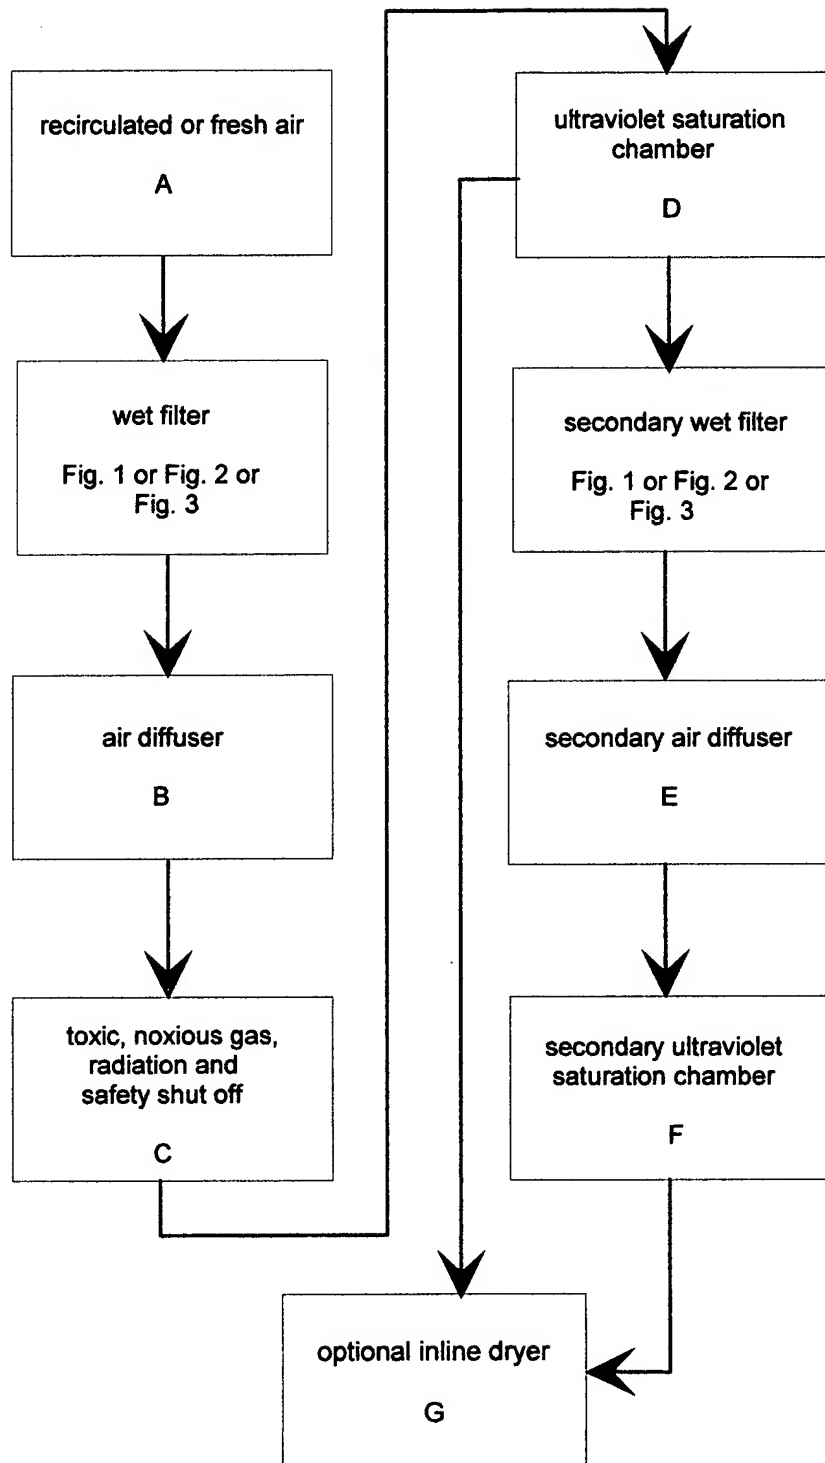 recirculated or fresh air
A
wet filter
Fig. 1 or Fig. 2 or
Fig. 3
air diffuser
B
toxic, noxious gas,
radiation and
safety shut off
C
ultraviolet saturation
chamber
D
secondary wet filter
Fig. 1 or Fig. 2 or
Fig. 3
secondary air diffuser
E
secondary ultraviolet
saturation chamber
F
optional inline dryer
G